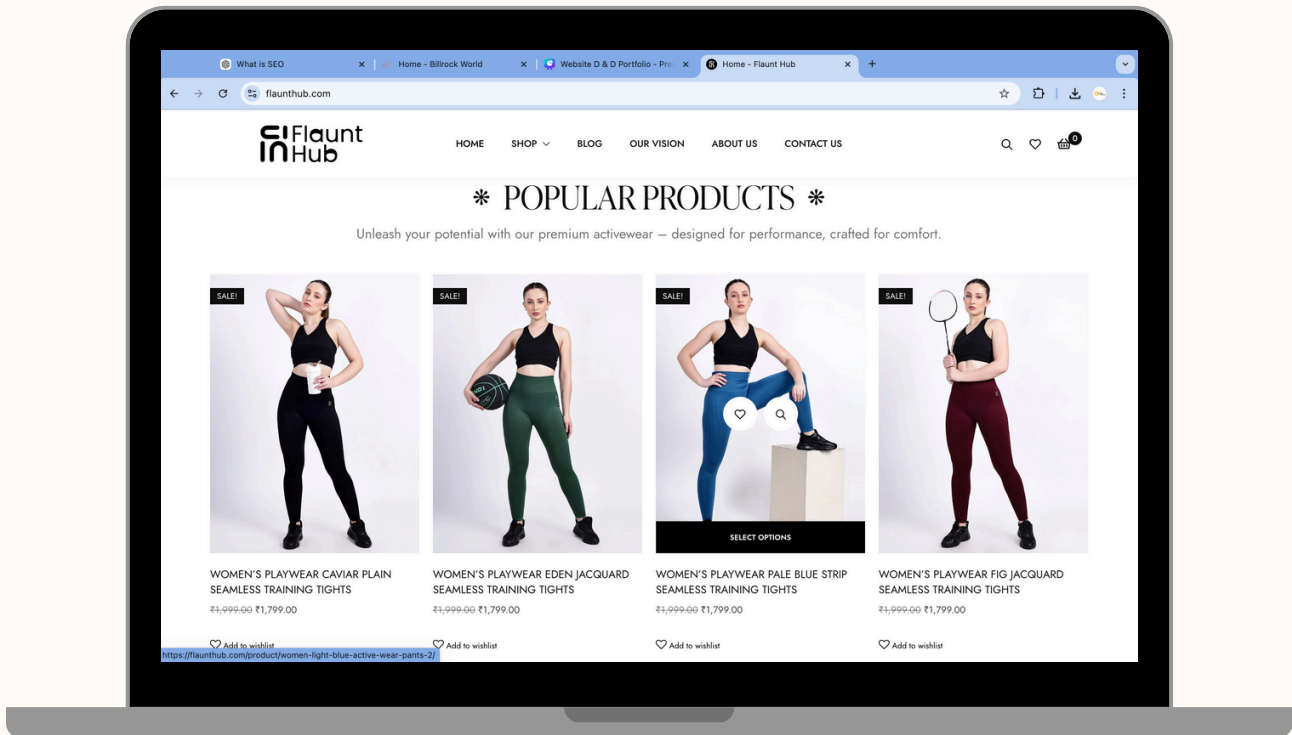 What is SEO
Home - Billrock World
Website D & D Portfolio - Pre
Home - Flaunt Hub
flaunthub.com
Flaunt
Hub
HOME
SHOP
BLOG
OUR VISION
ABOUT US
CONTACT US
0
POPULAR PRODUCTS
Unleash your potential with our premium activewear – designed for performance, crafted for comfort.
SALE!
SALE!
SALE!
SALE!
SELECT OPTIONS
WOMEN'S PLAYWEAR CAVIAR PLAIN
SEAMLESS TRAINING TIGHTS
₹1,999.00 ₹1,799.00
Add to wishlist
WOMEN'S PLAYWEAR EDEN JACQUARD
SEAMLESS TRAINING TIGHTS
₹1,999.00 ₹1,799.00
Add to wishlist
WOMEN'S PLAYWEAR PALE BLUE STRIP
SEAMLESS TRAINING TIGHTS
₹1,999.00 ₹1,799.00
Add to wishlist
WOMEN'S PLAYWEAR FIG JACQUARD
SEAMLESS TRAINING TIGHTS
₹1,999.00 ₹1,799.00
Add to wishlist
https://flaunthub.com/product/women-light-blue-active-wear-pants-2/